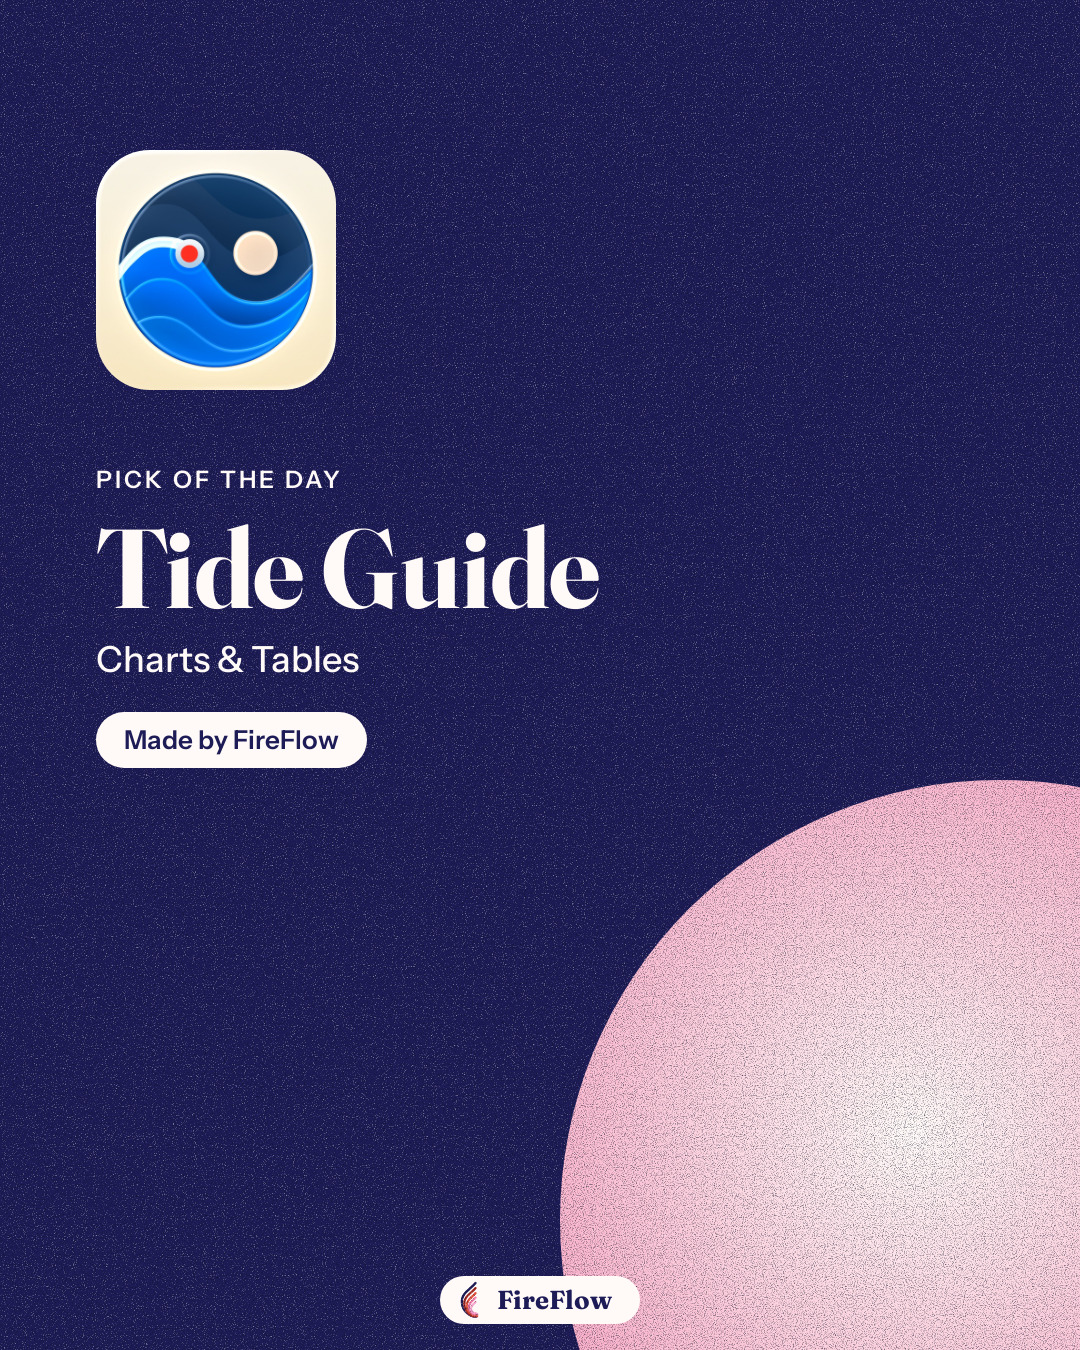 PICK OF THE DAY
Tide Guide
Charts & Tables
Made by FireFlow
FireFlow